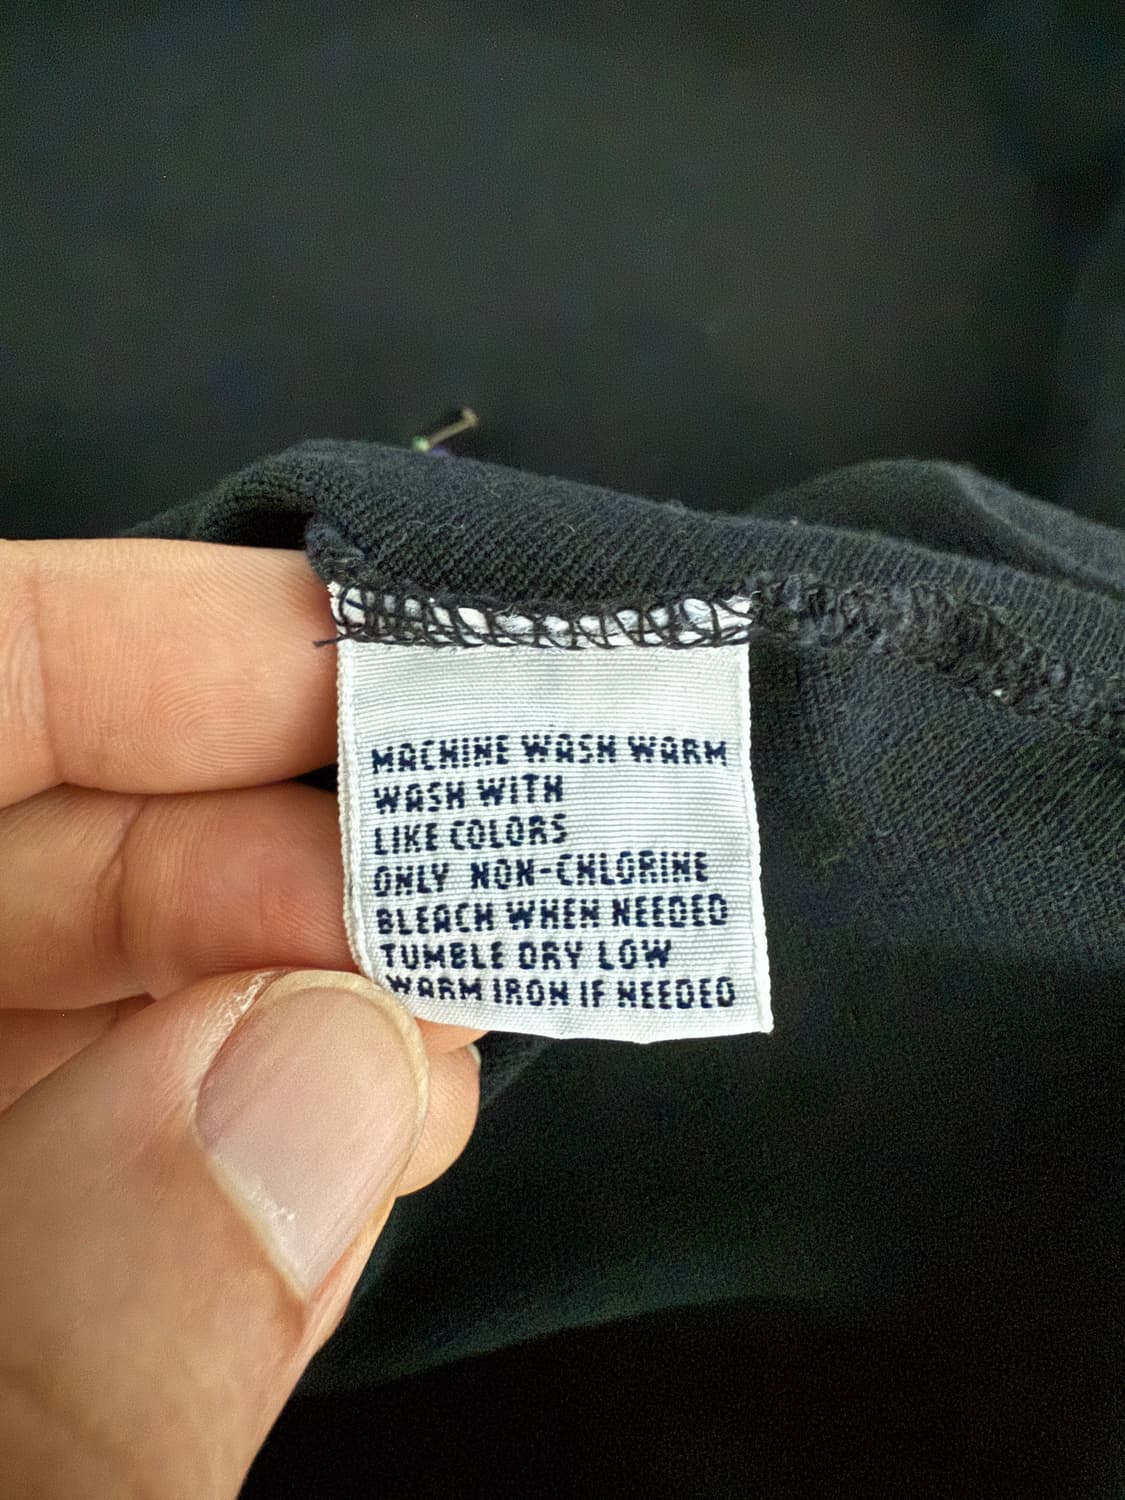 MACHINE WASH WARM
WASH WITH
LIKE COLORS
ONLY NON-CHLORINE
BLEACH WHEN NEEDED
TUMBLE DRY LOW
WARM IRON IF NEEDED